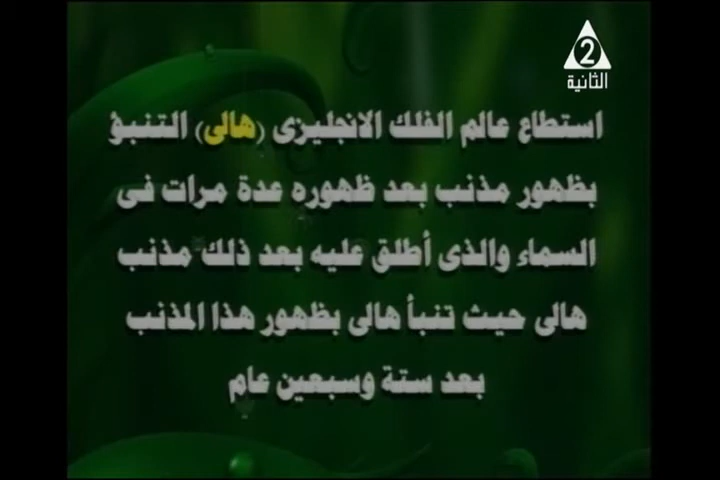 2
الثانية
استطاع عالم الفلك الانجليزى (هالى) التنبؤ
بظهور مذنب بعد ظهوره عدة مرات فى
السماء والذى أطلق عليه بعد ذلك مذنب
هالى حيث تنبأ هالى بظهور هذا المذنب
بعد ستة وسبعين عام